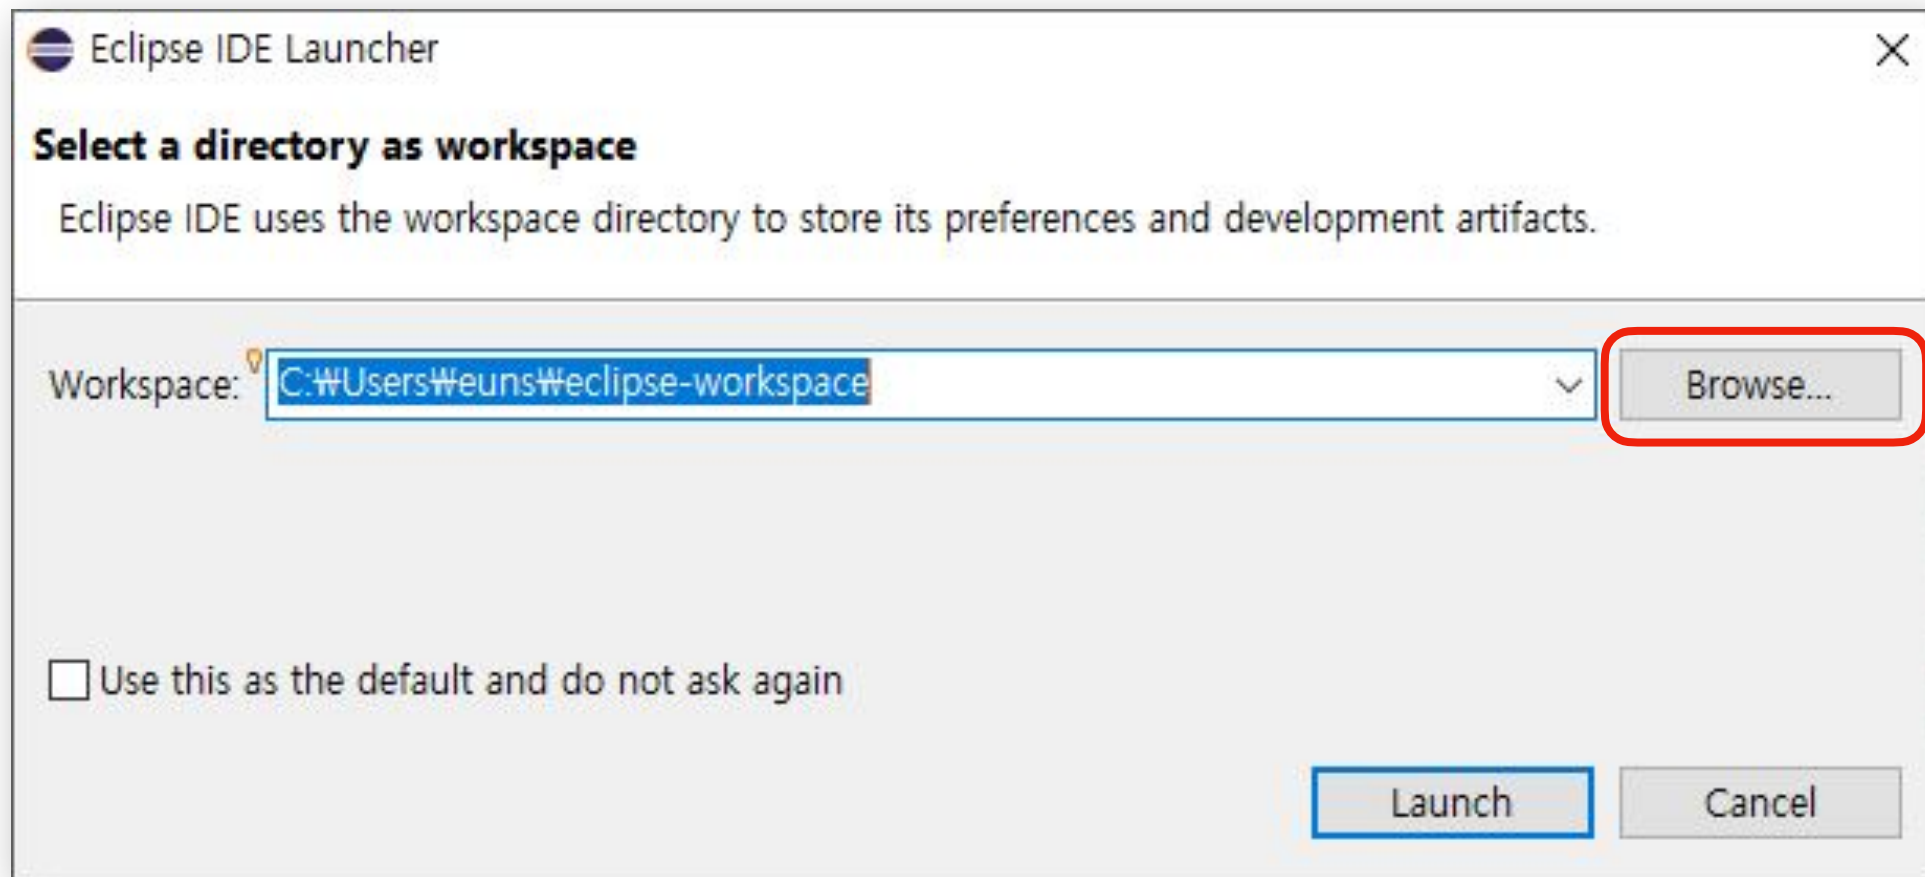 Eclipse IDE Launcher
Select a directory as workspace
Eclipse IDE uses the workspace directory to store its preferences and development artifacts.
Workspace: C:₩Users₩euns₩eclipse-workspace Browse...
Use this as the default and do not ask again
Launch Cancel